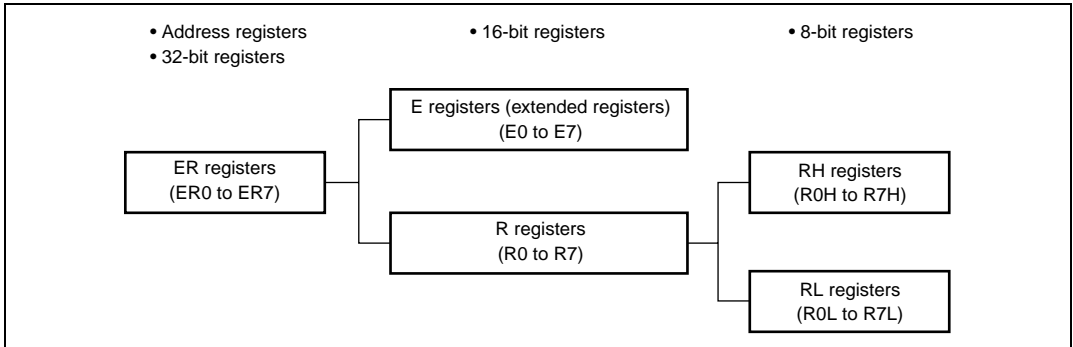 • Address registers
• 32-bit registers
• 16-bit registers
• 8-bit registers
E registers (extended registers)
(E0 to E7)
ER registers
(ER0 to ER7)
RH registers
(R0H to R7H)
R registers
(R0 to R7)
RL registers
(R0L to R7L)